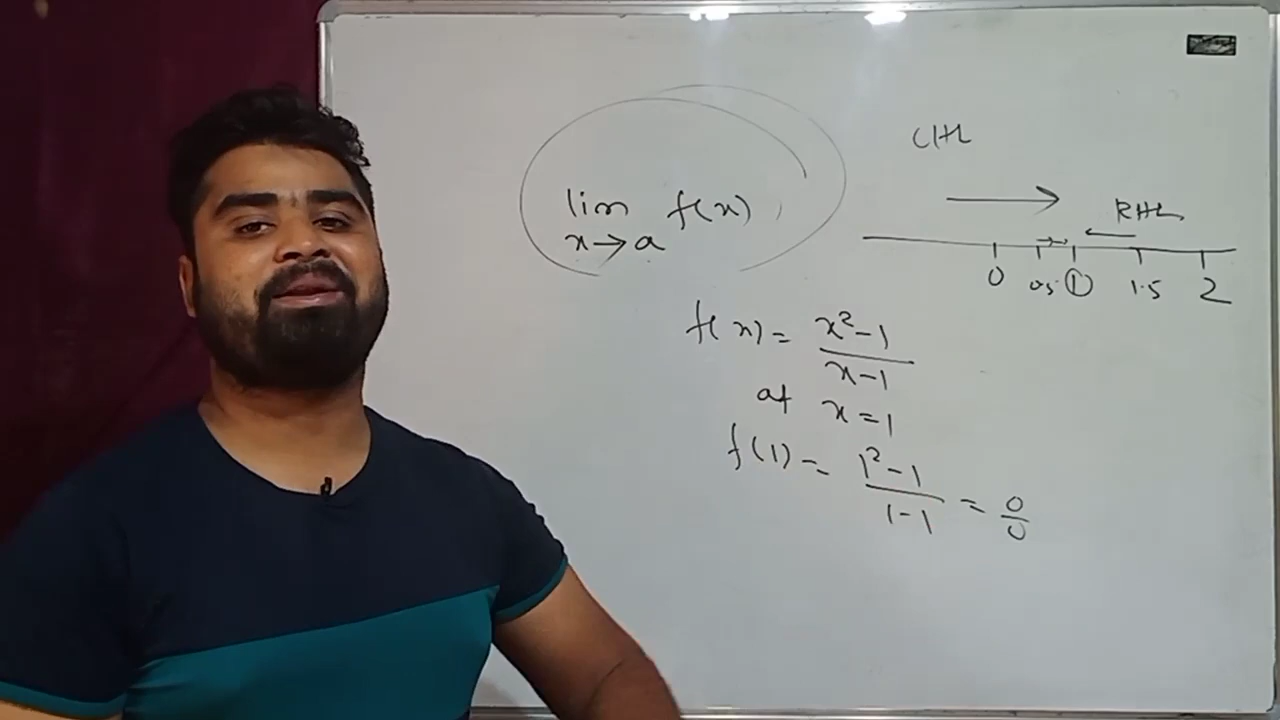 lim f(x)
x→a
LHL
RHL
0 0.5 1 1.5 2
f(x) = x²-1
x-1
at x=1
f(1) = 1²-1
1-1
= 0
0